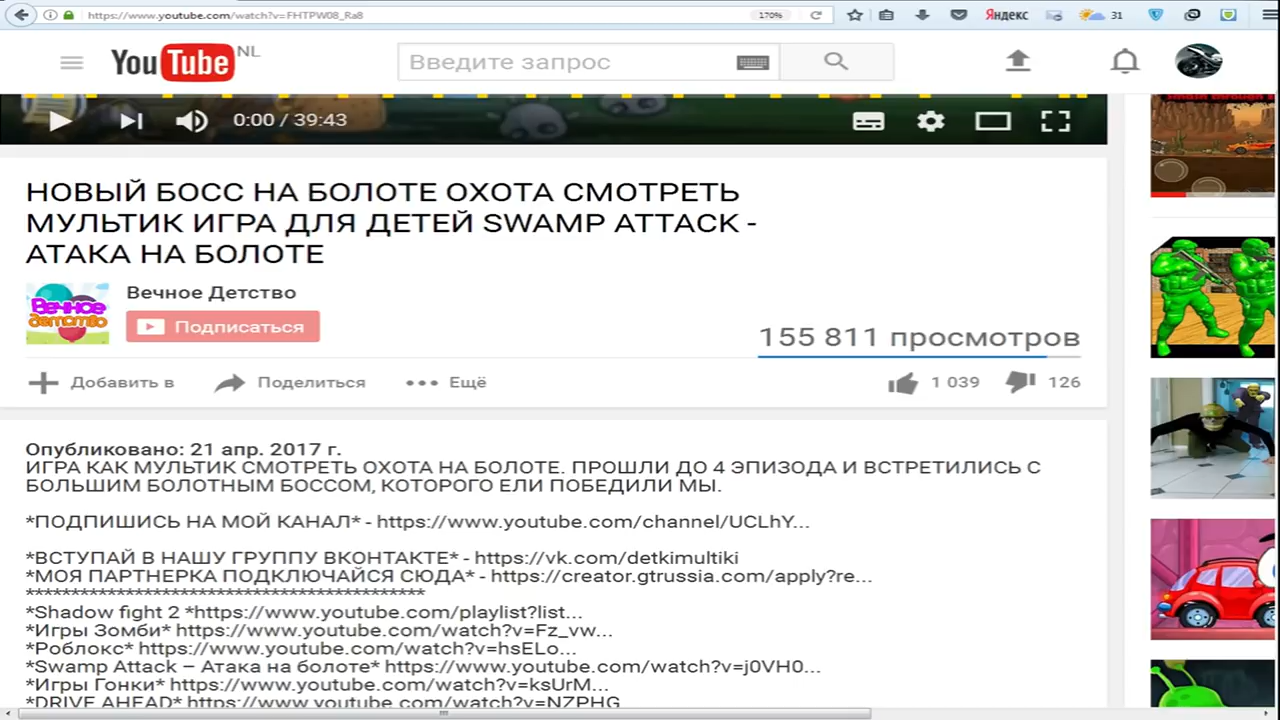 https://www.youtube.com/watch?v=FHTPW08_Ra8
170%
Яндекс
31
YouTube NL
Введите запрос
0:00 / 39:43
НОВЫЙ БОСС НА БОЛОТЕ ОХОТА СМОТРЕТЬ
МУЛЬТИК ИГРА ДЛЯ ДЕТЕЙ SWAMP ATTACK -
АТАКА НА БОЛОТЕ
Вечное детство
Вечное Детство
Подписаться
155 811 просмотров
Добавить в
Поделиться
Ещё
1 039
126
Опубликовано: 21 апр. 2017 г.
ИГРА КАК МУЛЬТИК СМОТРЕТЬ ОХОТА НА БОЛОТЕ. ПРОШЛИ ДО 4 ЭПИЗОДА И ВСТРЕТИЛИСЬ С
БОЛЬШИМ БОЛОТНЫМ БОССОМ, КОТОРОГО ЕЛИ ПОБЕДИЛИ МЫ.
*ПОДПИШИСЬ НА МОЙ КАНАЛ* - https://www.youtube.com/channel/UCLhY...
*ВСТУПАЙ В НАШУ ГРУППУ ВКОНТАКТЕ* - https://vk.com/detkimultiki
*МОЯ ПАРТНЕРКА ПОДКЛЮЧАЙСЯ СЮДА* - https://creator.gtrussia.com/apply?re...
********************************************
*Shadow fight 2 *https://www.youtube.com/playlist?list...
*Игры Зомби* https://www.youtube.com/watch?v=Fz_vw...
*Роблокс* https://www.youtube.com/watch?v=hsELo...
*Swamp Attack – Атака на болоте* https://www.youtube.com/watch?v=j0VH0...
*Игры Гонки* https://www.youtube.com/watch?v=ksUrM...
*DRIVE AHEAD* https://www.youtube.com/watch?v=NZPHG